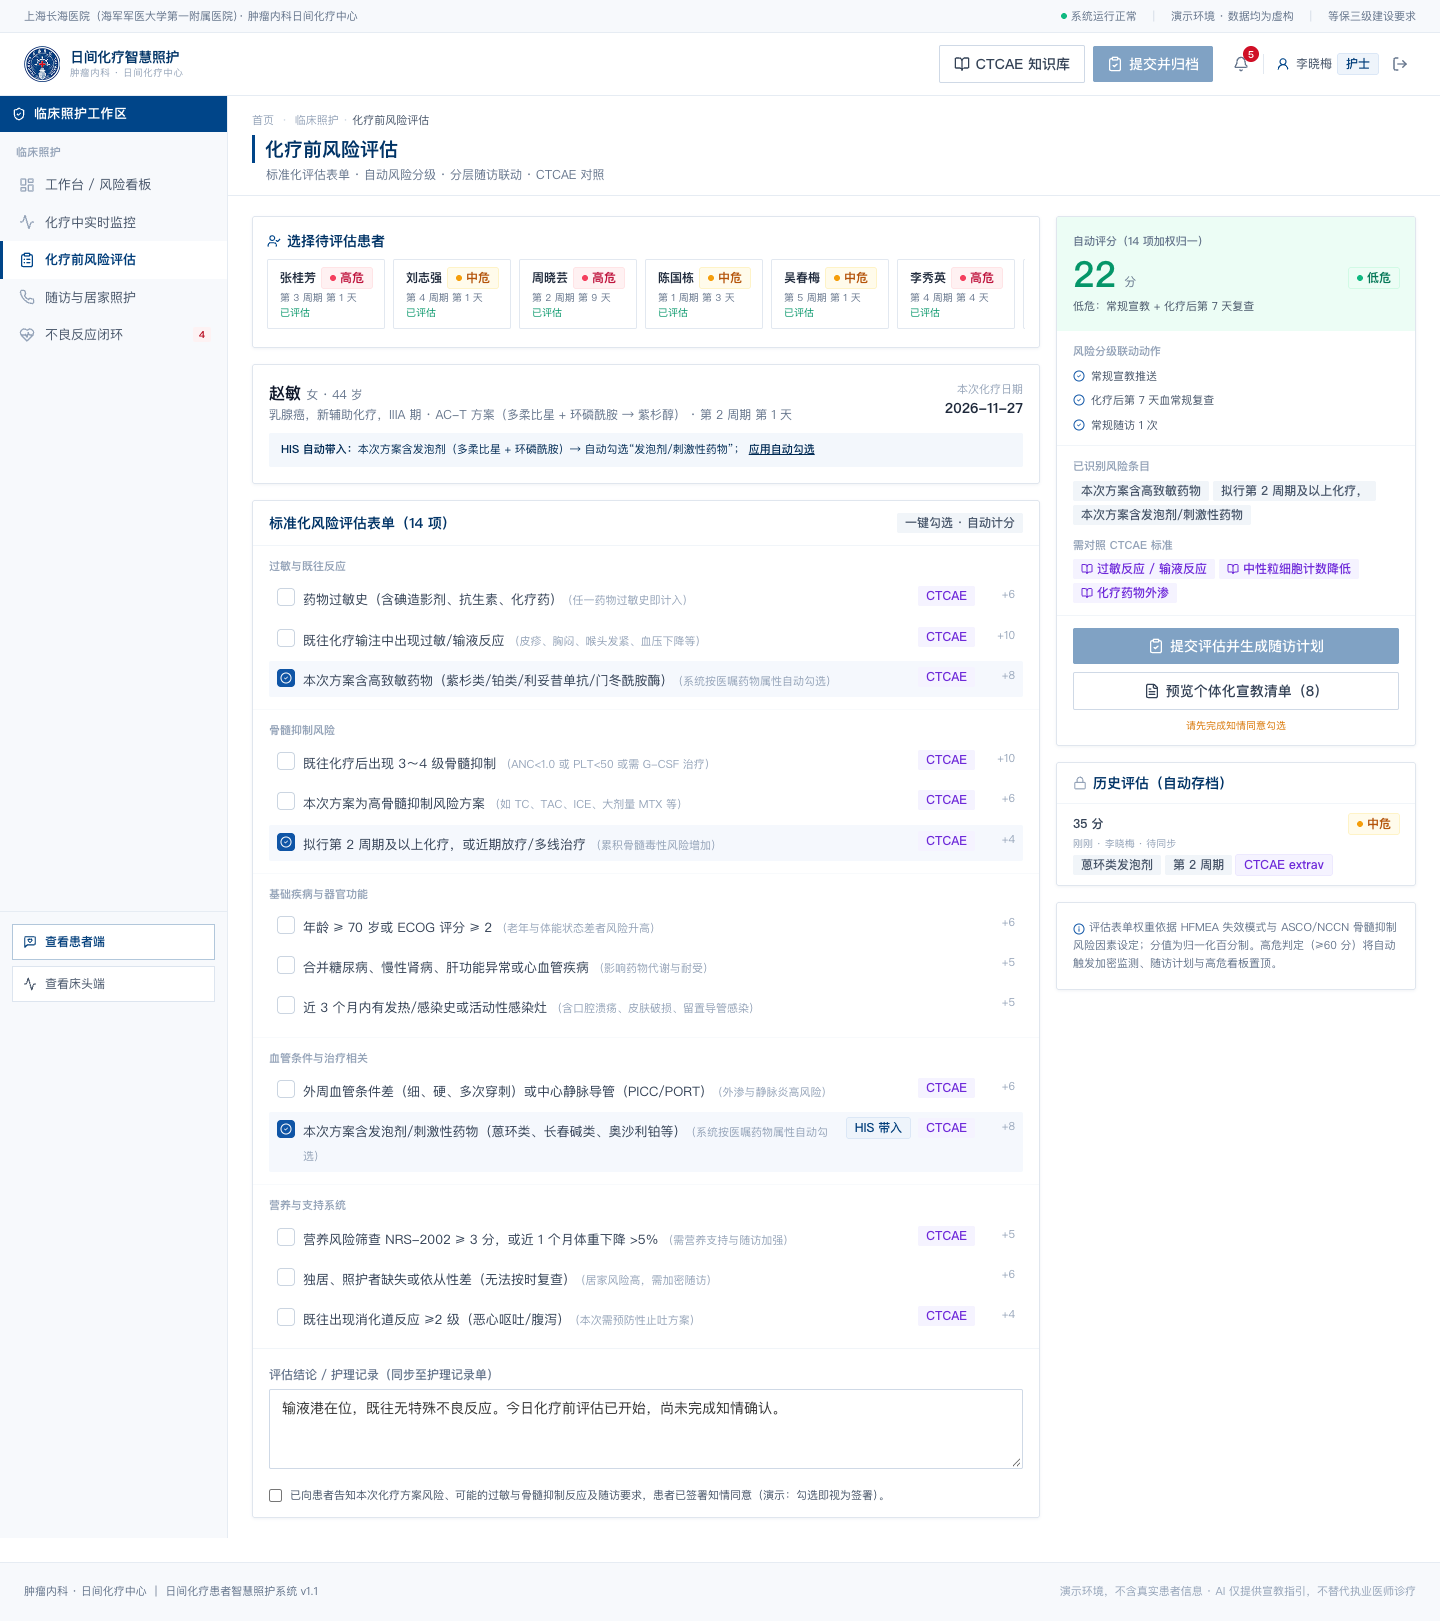 上海长海医院（海军军医大学第一附属医院）· 肿瘤内科日间化疗中心
系统运行正常
演示环境 · 数据均为虚构
等保三级建设要求
日间化疗智慧照护
肿瘤内科 · 日间化疗中心
CTCAE 知识库
提交并归档
5
李晓梅
护士
临床照护工作区
临床照护
工作台 / 风险看板
化疗中实时监控
化疗前风险评估
随访与居家照护
不良反应闭环
4
查看患者端
查看床头端
首页 · 临床照护 · 化疗前风险评估
化疗前风险评估
标准化评估表单 · 自动风险分级 · 分层随访联动 · CTCAE 对照
选择待评估患者
张桂芳 高危
第 3 周期 第 1 天
已评估
刘志强 中危
第 4 周期 第 1 天
已评估
周晓芸 高危
第 2 周期 第 9 天
已评估
陈国栋 中危
第 1 周期 第 3 天
已评估
吴春梅 中危
第 5 周期 第 1 天
已评估
李秀英 高危
第 4 周期 第 4 天
已评估
赵敏 女 · 44 岁
乳腺癌，新辅助化疗，IIIA 期 · AC-T 方案（多柔比星 + 环磷酰胺 → 紫杉醇） · 第 2 周期 第 1 天
本次化疗日期
2026-11-27
HIS 自动带入：本次方案含发泡剂（多柔比星 + 环磷酰胺）→ 自动勾选“发泡剂/刺激性药物”； 应用自动勾选
标准化风险评估表单（14 项）
一键勾选 · 自动计分
过敏与既往反应
药物过敏史（含碘造影剂、抗生素、化疗药）（任一药物过敏史即计入） CTCAE +6
既往化疗输注中出现过敏/输液反应 （皮疹、胸闷、喉头发紧、血压下降等） CTCAE +10
本次方案含高致敏药物（紫杉类/铂类/利妥昔单抗/门冬酰胺酶）（系统按医嘱药物属性自动勾选） CTCAE +8
骨髓抑制风险
既往化疗后出现 3～4 级骨髓抑制 （ANC<1.0 或 PLT<50 或需 G-CSF 治疗） CTCAE +10
本次方案为高骨髓抑制风险方案 （如 TC、TAC、ICE、大剂量 MTX 等） CTCAE +6
拟行第 2 周期及以上化疗，或近期放疗/多线治疗 （累积骨髓毒性风险增加） CTCAE +4
基础疾病与器官功能
年龄 ≥ 70 岁或 ECOG 评分 ≥ 2 （老年与体能状态差者风险升高） +6
合并糖尿病、慢性肾病、肝功能异常或心血管疾病 （影响药物代谢与耐受） +5
近 3 个月内有发热/感染史或活动性感染灶 （含口腔溃疡、皮肤破损、留置导管感染） +5
血管条件与治疗相关
外周血管条件差（细、硬、多次穿刺）或中心静脉导管（PICC/PORT）（外渗与静脉炎高风险） CTCAE +6
本次方案含发泡剂/刺激性药物（蒽环类、长春碱类、奥沙利铂等）（系统按医嘱药物属性自动勾 HIS 带入 CTCAE +8
选）
营养与支持系统
营养风险筛查 NRS-2002 ≥ 3 分，或近 1 个月体重下降 >5% （需营养支持与随访加强） CTCAE +5
独居、照护者缺失或依从性差（无法按时复查）（居家风险高，需加密随访） +6
既往出现消化道反应 ≥2 级（恶心呕吐/腹泻）（本次需预防性止吐方案） CTCAE +4
评估结论 / 护理记录（同步至护理记录单）
输液港在位，既往无特殊不良反应。今日化疗前评估已开始，尚未完成知情确认。
已向患者告知本次化疗方案风险、可能的过敏与骨髓抑制反应及随访要求，患者已签署知情同意（演示：勾选即视为签署）。
自动评分（14 项加权归一）
22 分
低危
低危：常规宣教 + 化疗后第 7 天复查
风险分级联动动作
常规宣教推送
化疗后第 7 天血常规复查
常规随访 1 次
已识别风险条目
本次方案含高致敏药物
拟行第 2 周期及以上化疗，
本次方案含发泡剂/刺激性药物
需对照 CTCAE 标准
过敏反应 / 输液反应
中性粒细胞计数降低
化疗药物外渗
提交评估并生成随访计划
预览个体化宣教清单（8）
请先完成知情同意勾选
历史评估（自动存档）
35 分
中危
刚刚 · 李晓梅 · 待同步
蒽环类发泡剂
第 2 周期
CTCAE extrav
评估表单权重依据 HFMEA 失效模式与 ASCO/NCCN 骨髓抑制
风险因素设定；分值为归一化百分制。高危判定（≥60 分）将自动
触发加密监测、随访计划与高危看板置顶。
肿瘤内科 · 日间化疗中心 | 日间化疗患者智慧照护系统 v1.1
演示环境，不含真实患者信息 · AI 仅提供宣教指引，不替代执业医师诊疗